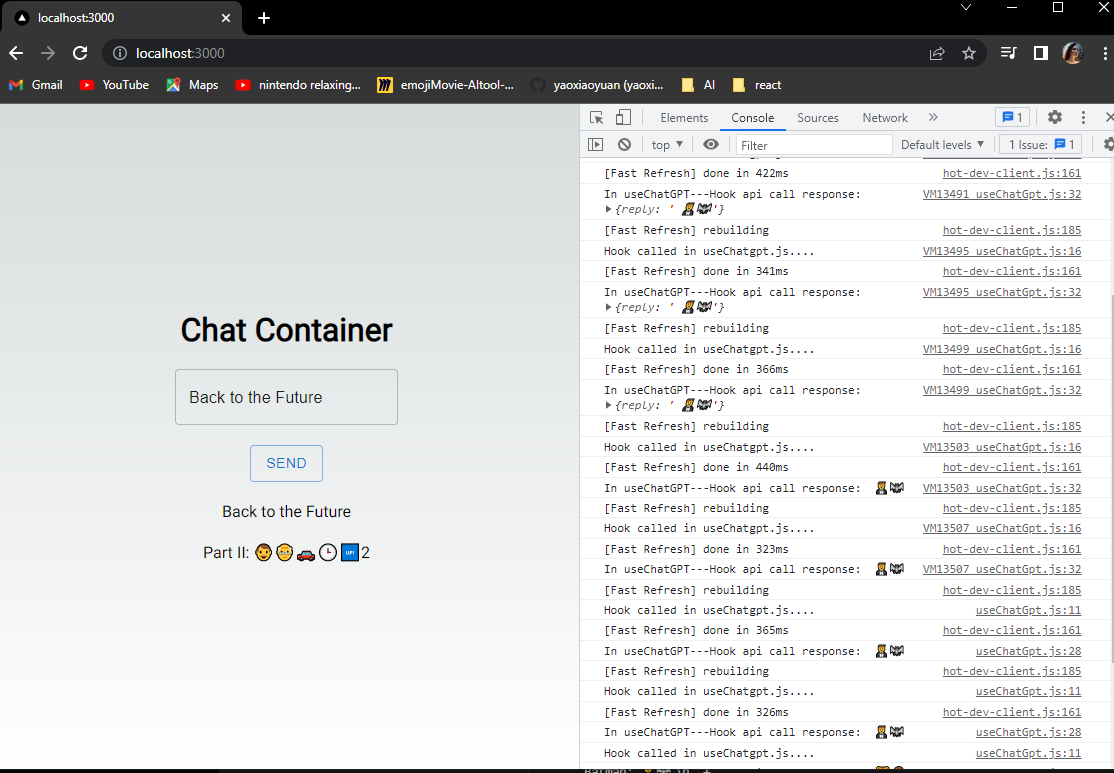 localhost:3000
localhost:3000
Gmail YouTube Maps nintendo relaxing... emojiMovie-AItool-... yaoxiaoyuan (yaoxi... AI react
Chat Container
Back to the Future
SEND
Back to the Future
Part II: 👨👴🚗🕒🆙2
Elements Console Sources Network » 1
top ▼ Filter Default levels ▼ 1 Issue: 1
[Fast Refresh] done in 422ms hot-dev-client.js:161
In useChatGPT---Hook api call response: VM13491 useChatGpt.js:32
▶{reply: ' 🤵🦇'}
[Fast Refresh] rebuilding hot-dev-client.js:185
Hook called in useChatgpt.js.... VM13495 useChatGpt.js:16
[Fast Refresh] done in 341ms hot-dev-client.js:161
In useChatGPT---Hook api call response: VM13495 useChatGpt.js:32
▶{reply: ' 🤵🦇'}
[Fast Refresh] rebuilding hot-dev-client.js:185
Hook called in useChatgpt.js.... VM13499 useChatGpt.js:16
[Fast Refresh] done in 366ms hot-dev-client.js:161
In useChatGPT---Hook api call response: VM13499 useChatGpt.js:32
▶{reply: ' 🤵🦇'}
[Fast Refresh] rebuilding hot-dev-client.js:185
Hook called in useChatgpt.js.... VM13503 useChatGpt.js:16
[Fast Refresh] done in 440ms hot-dev-client.js:161
In useChatGPT---Hook api call response: 🤵🦇 VM13503 useChatGpt.js:32
[Fast Refresh] rebuilding hot-dev-client.js:185
Hook called in useChatgpt.js.... VM13507 useChatGpt.js:16
[Fast Refresh] done in 323ms hot-dev-client.js:161
In useChatGPT---Hook api call response: 🤵🦇 VM13507 useChatGpt.js:32
[Fast Refresh] rebuilding hot-dev-client.js:185
Hook called in useChatgpt.js.... useChatGpt.js:11
[Fast Refresh] done in 365ms hot-dev-client.js:161
In useChatGPT---Hook api call response: 🤵🦇 useChatGpt.js:28
[Fast Refresh] rebuilding hot-dev-client.js:185
Hook called in useChatgpt.js.... useChatGpt.js:11
[Fast Refresh] done in 326ms hot-dev-client.js:161
In useChatGPT---Hook api call response: 🤵🦇 useChatGpt.js:28
Hook called in useChatgpt.js.... useChatGpt.js:11